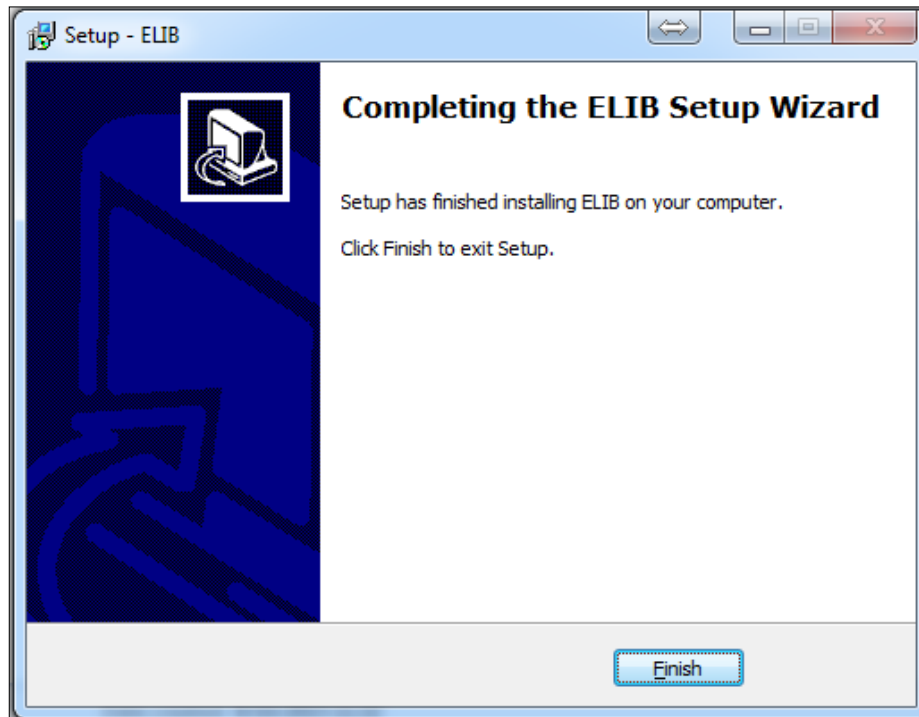 Setup - ELIB
Completing the ELIB Setup Wizard
Setup has finished installing ELIB on your computer.
Click Finish to exit Setup.
Finish